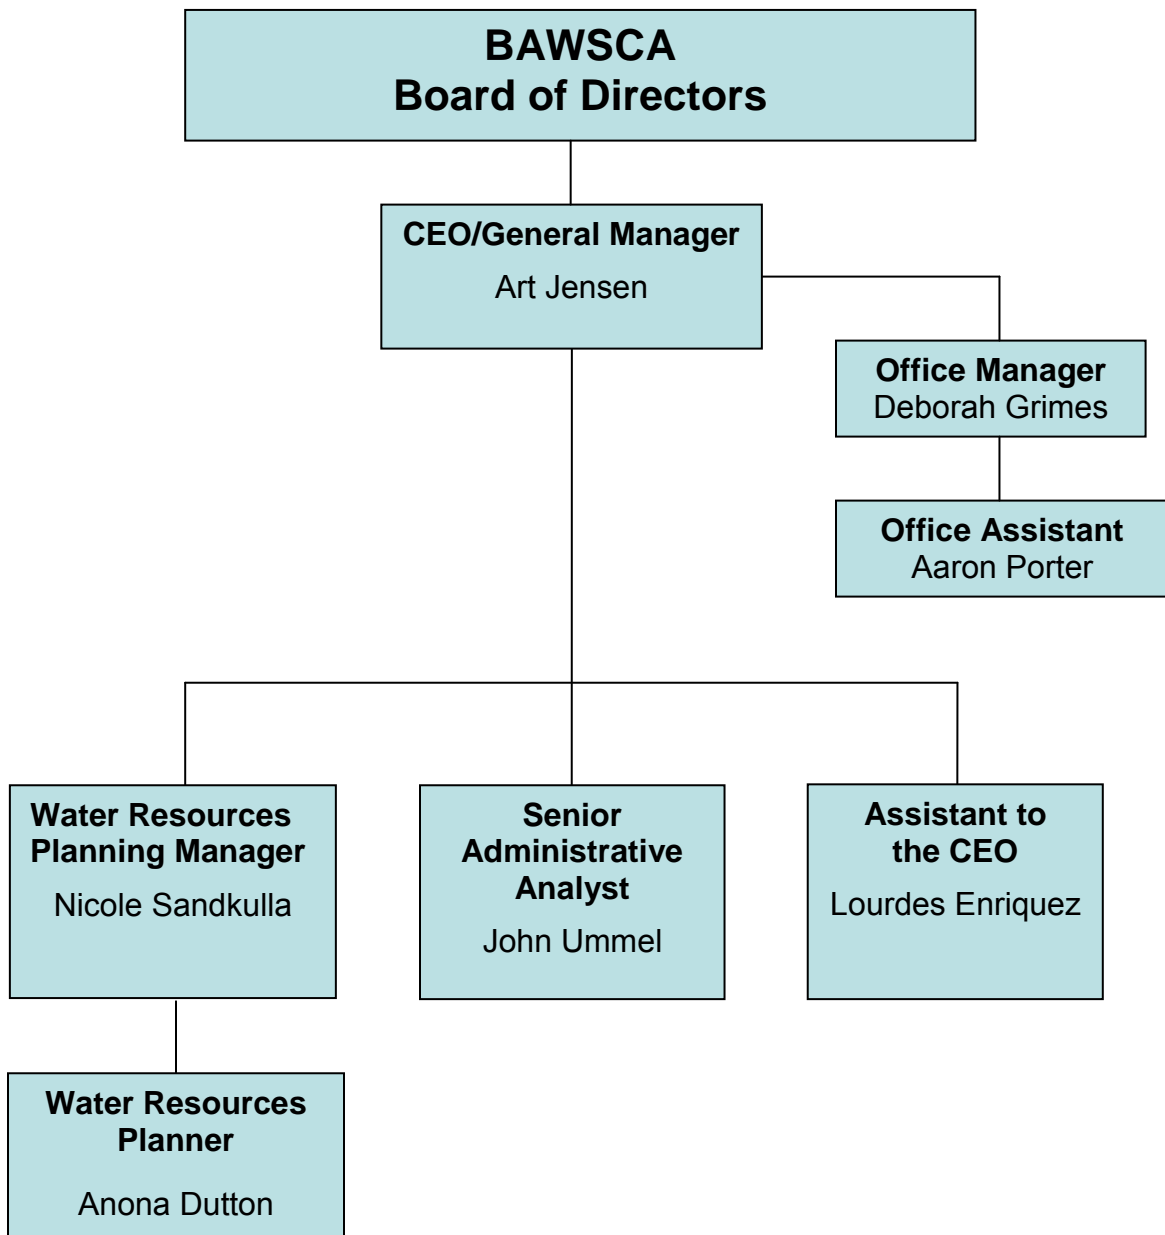 BAWSCA
Board of Directors
CEO/General Manager
Art Jensen
Office Manager
Deborah Grimes
Office Assistant
Aaron Porter
Water Resources
Planning Manager
Nicole Sandkulla
Senior
Administrative
Analyst
John Ummel
Assistant to
the CEO
Lourdes Enriquez
Water Resources
Planner
Anona Dutton